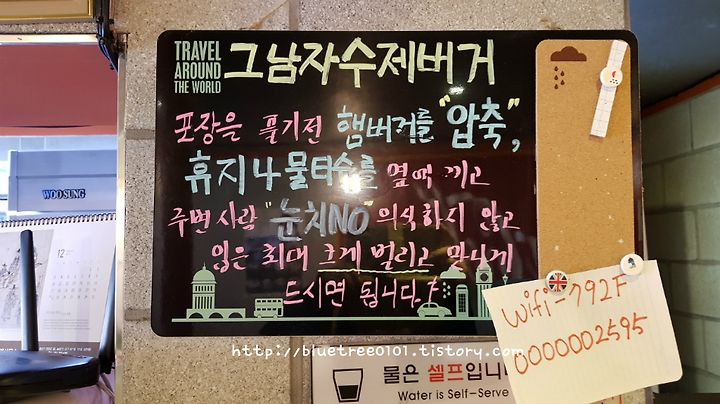 TRAVEL
AROUND
THE WORLD
그남자수제버거
포장을 풀기전 햄버거를 "압축",
휴지나 물티슈를 옆에 끼고
주변사람 "눈치NO" 의식하지 않고
입은 최대 크게 벌리고 맛나게
드시면 됩니다.
WOOSUNG
12
Wifi-792F
0000002595
http://bluetree0101.tistory.com
물은 셀프입니
Water is Self-Serve